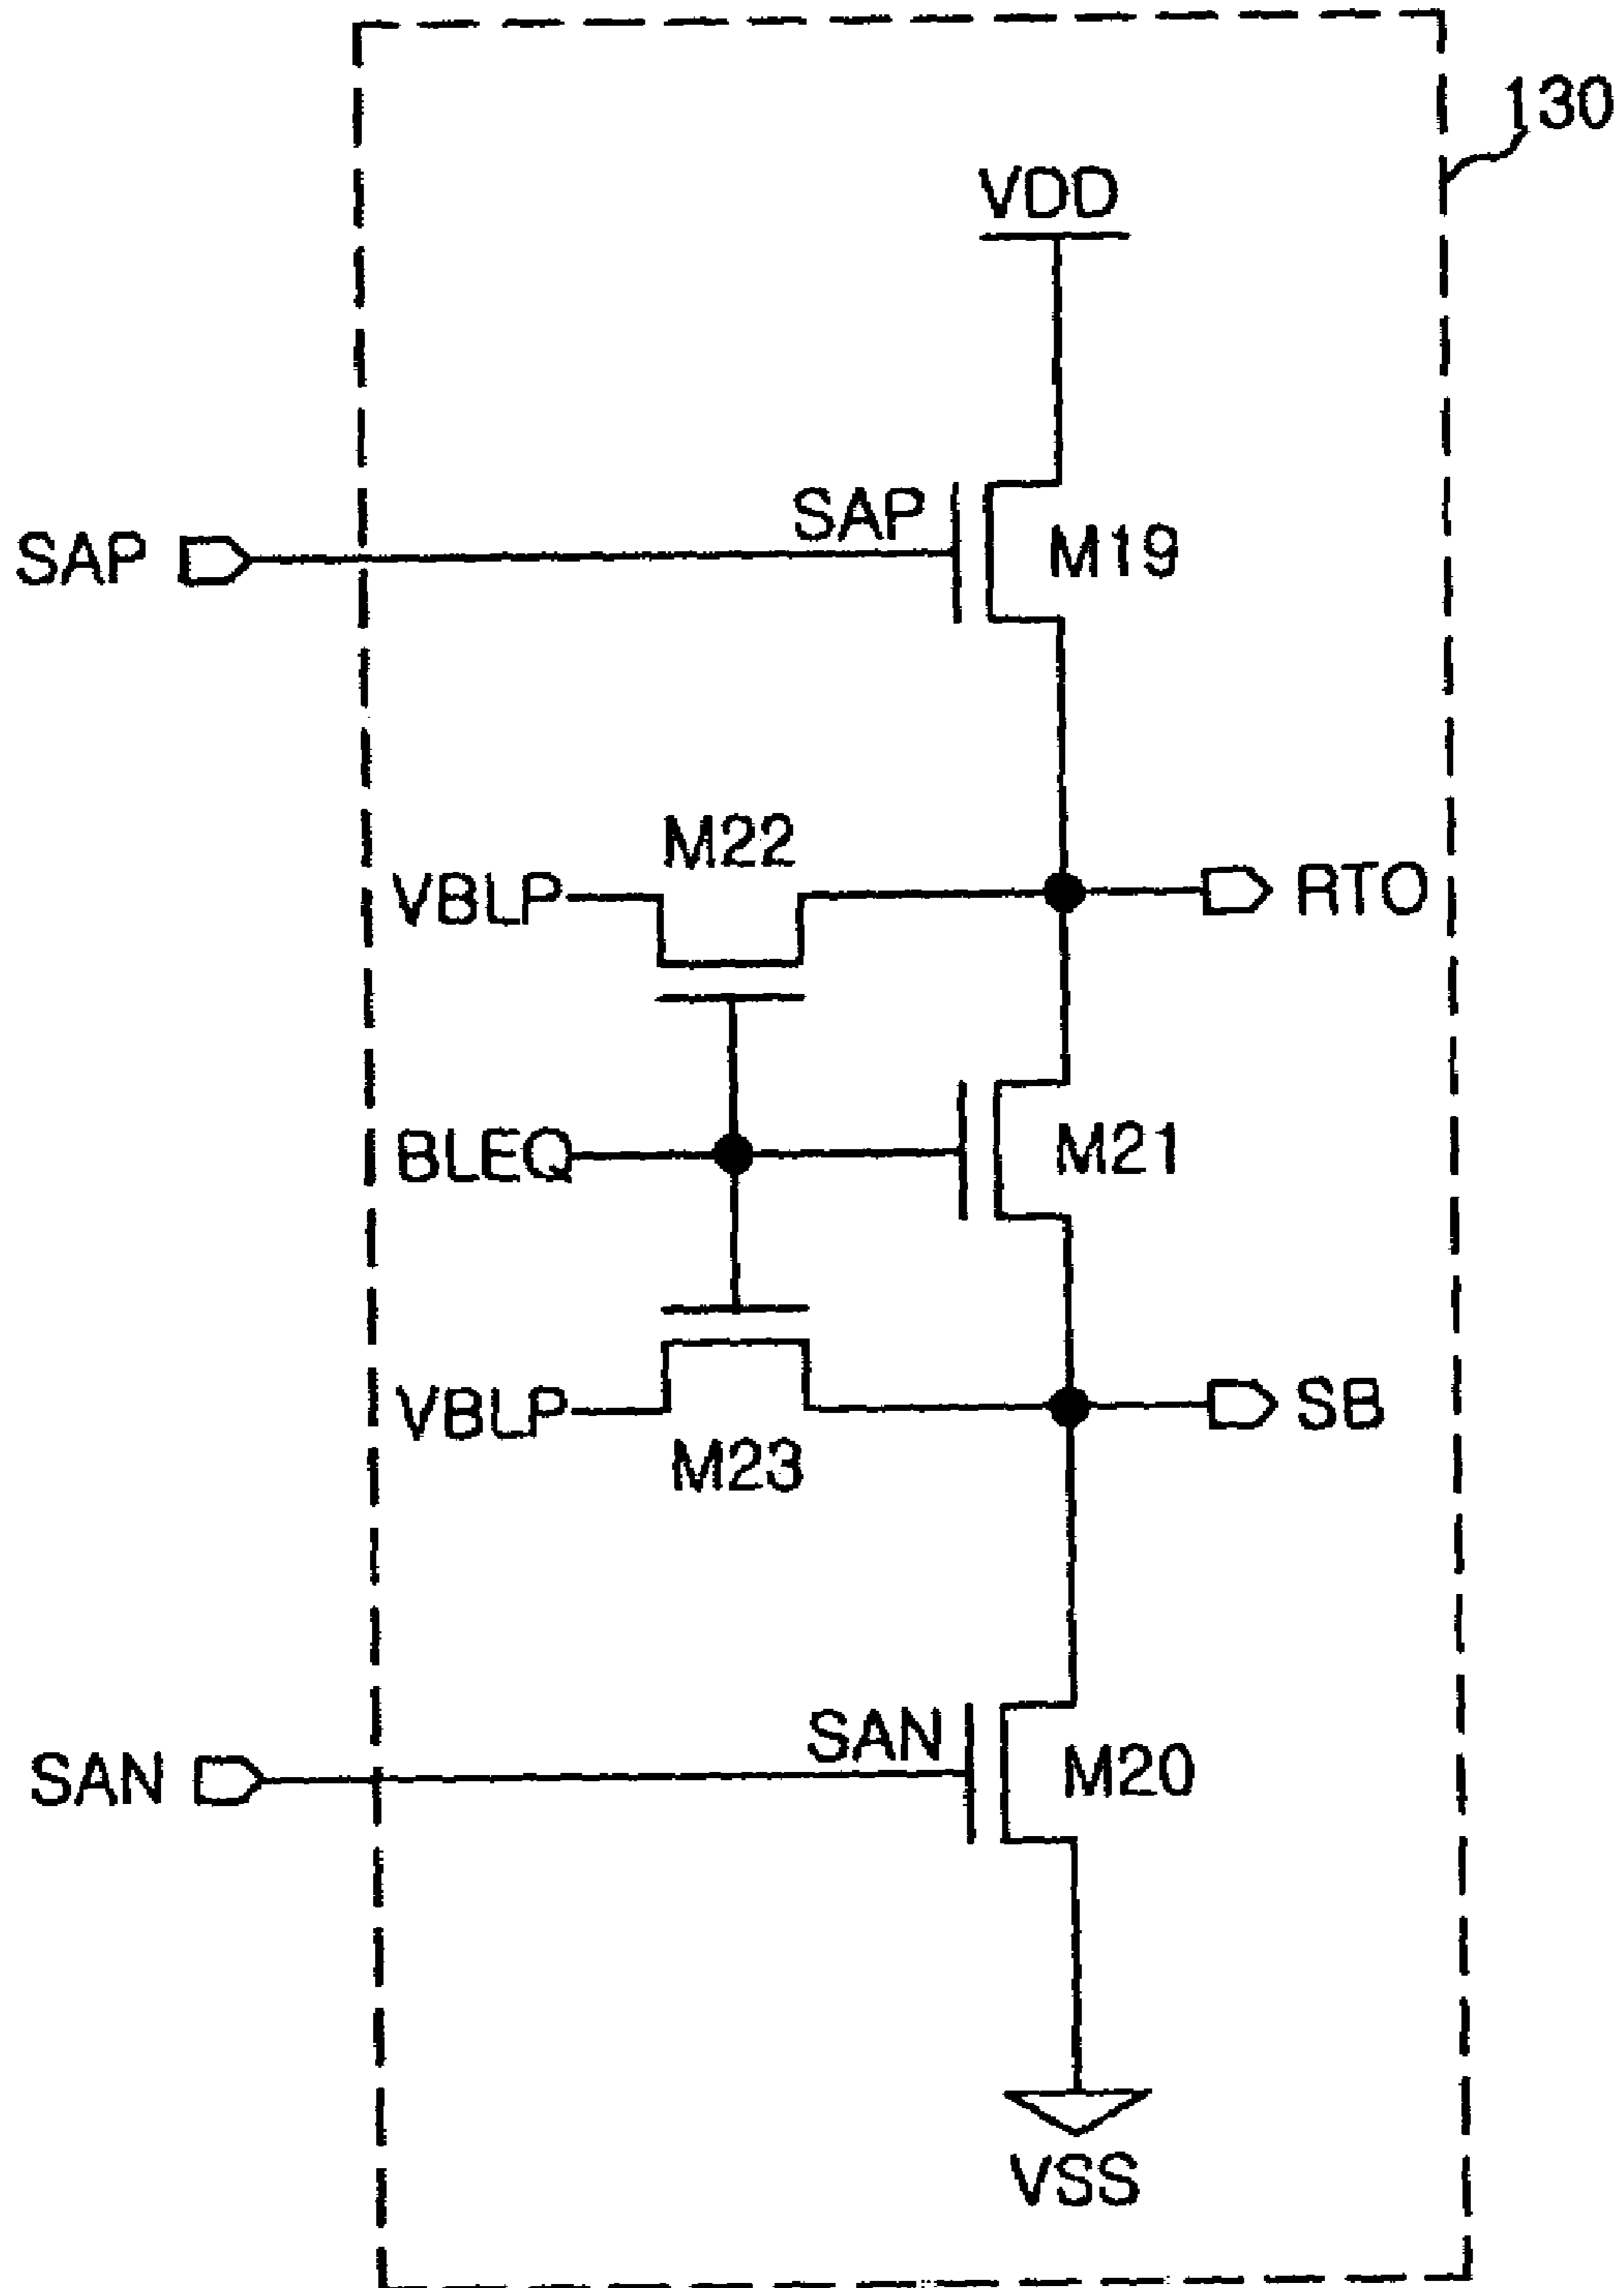 130
VDD
SAP
SAP
M19
M22
VBLP
RTO
BLEQ
M21
VBLP
SB
M23
SAN
SAN
M20
VSS